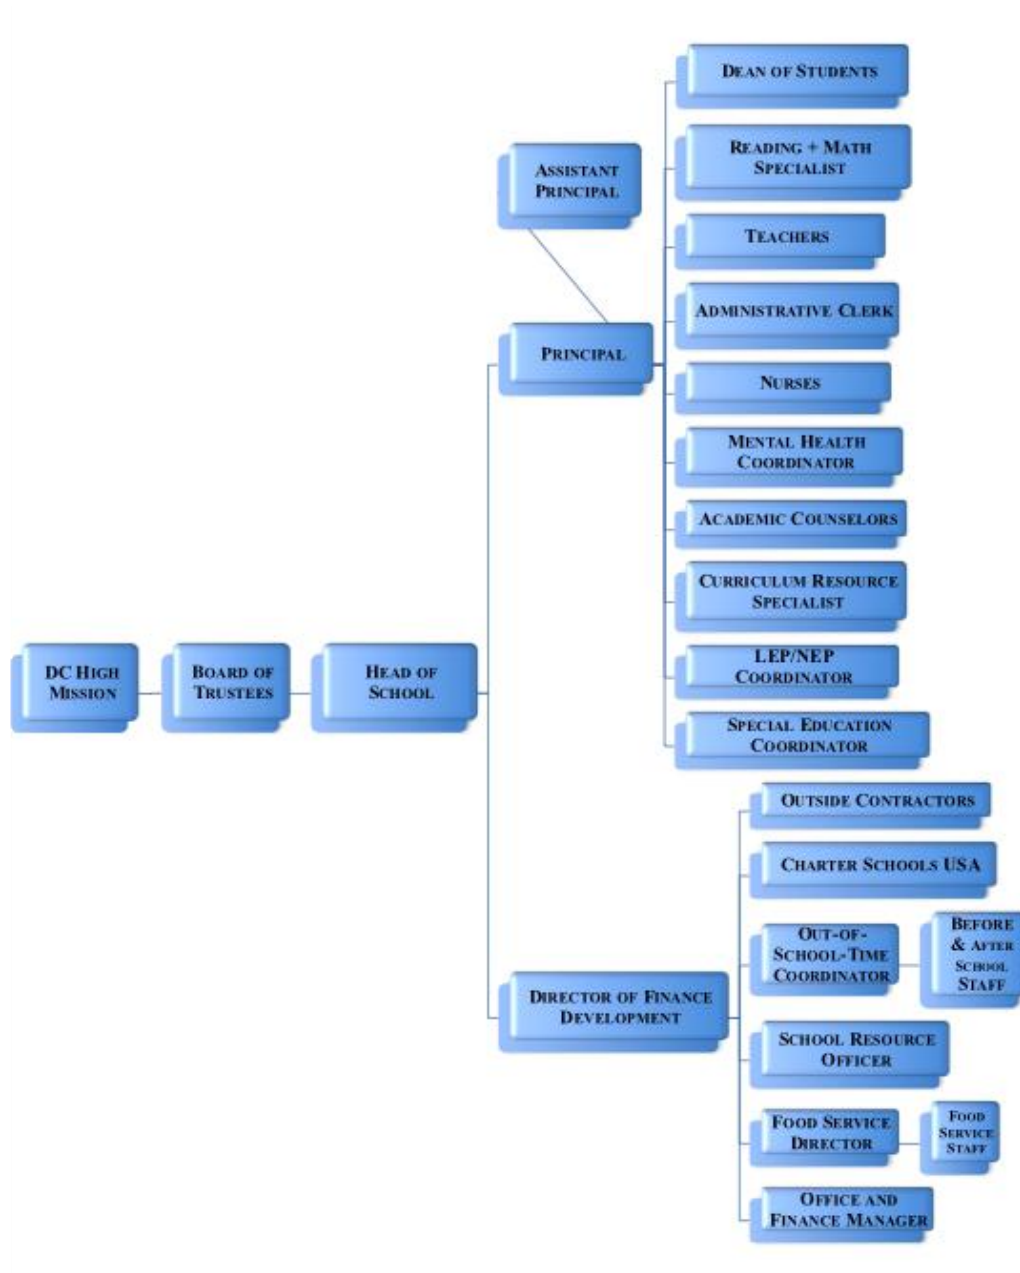 DEAN OF STUDENTS
READING + MATH
SPECIALIST
ASSISTANT
PRINCIPAL
TEACHERS
ADMINISTRATIVE CLERK
PRINCIPAL
NURSES
MENTAL HEALTH
COORDINATOR
ACADEMIC COUNSELORS
CURRICULUM RESOURCE
SPECIALIST
DC HIGH
MISSION
BOARD OF
TRUSTEES
HEAD OF
SCHOOL
LEP/NEP
COORDINATOR
SPECIAL EDUCATION
COORDINATOR
OUTSIDE CONTRACTORS
CHARTER SCHOOLS USA
OUT-OF-
SCHOOL-TIME
COORDINATOR
BEFORE
& AFTER
SCHOOL
STAFF
DIRECTOR OF FINANCE
DEVELOPMENT
SCHOOL RESOURCE
OFFICER
FOOD SERVICE
DIRECTOR
FOOD
SERVICE
STAFF
OFFICE AND
FINANCE MANAGER